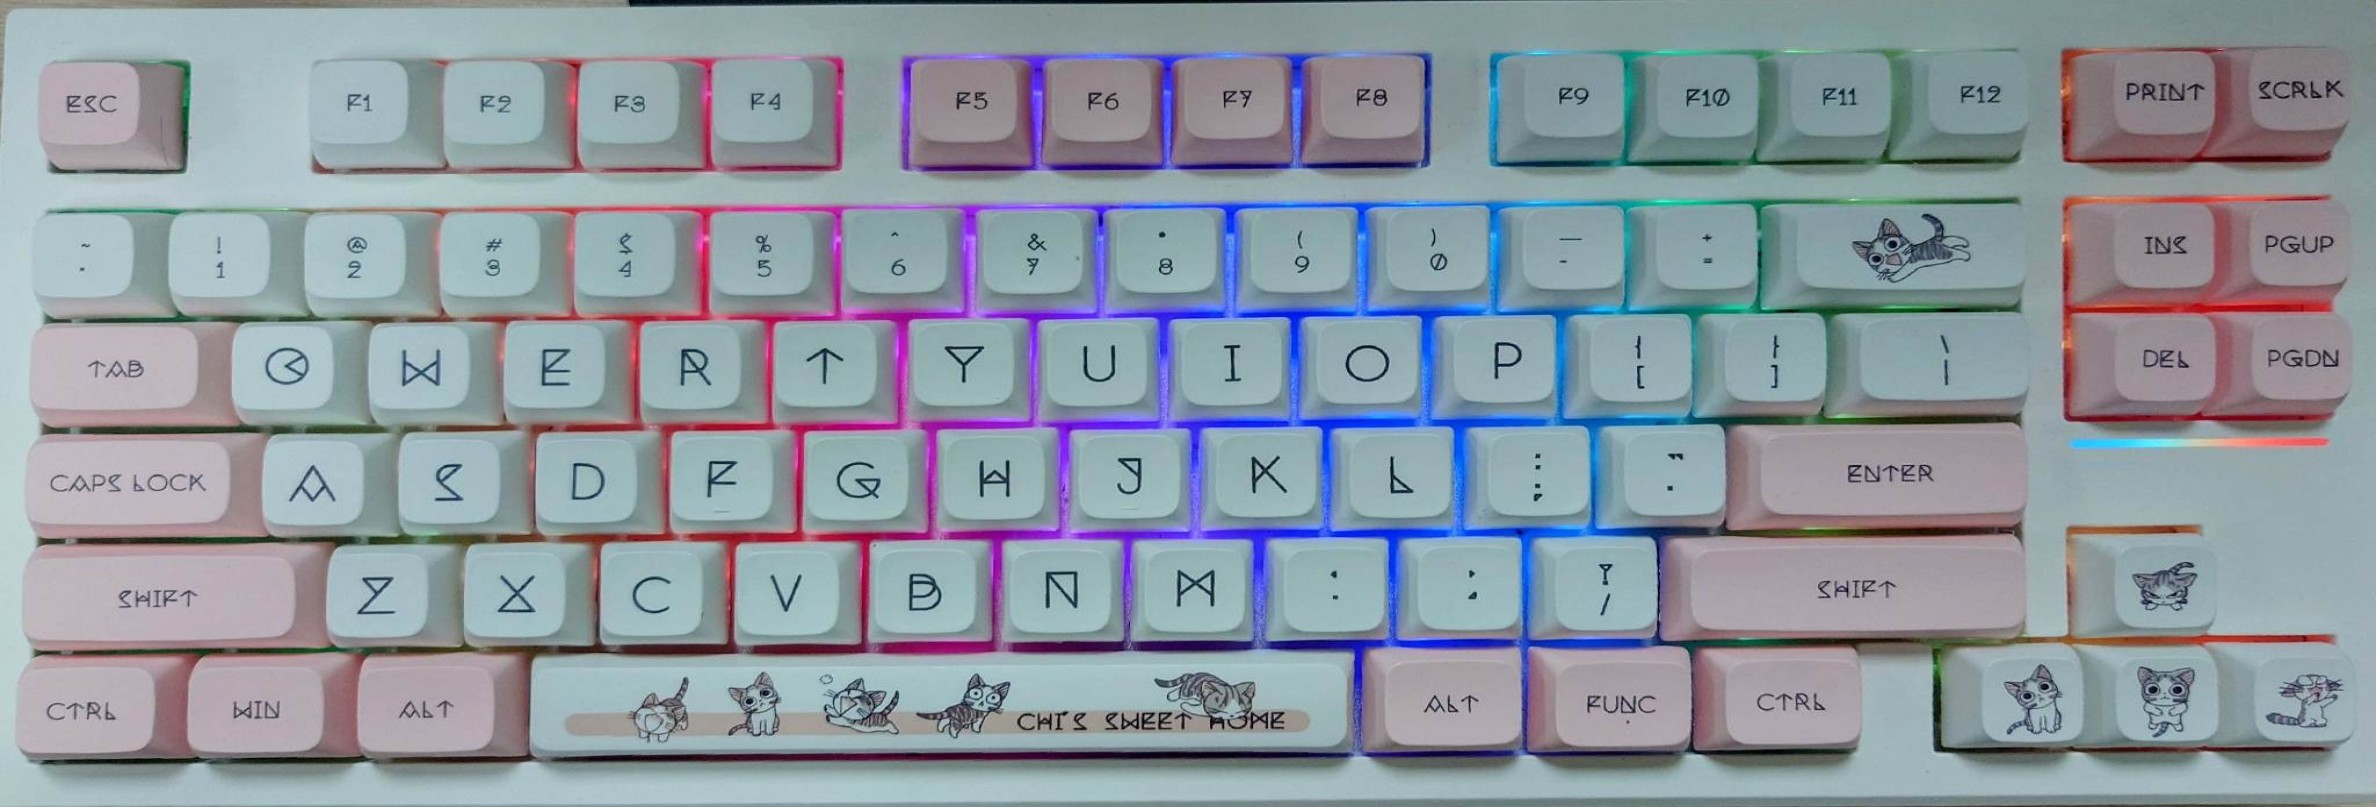 ESC F1 F2 F3 F4 F5 F6 F7 F8 F9 F10 F11 F12 PRINT SCRLK
~ ! @ # $ % ^ & * ( ) — +
` 1 2 3 4 5 6 7 8 9 0 - =
INS PGUP
TAB Q W E R T Y U I O P { } \
[ ] |
DEL PGDN
CAPS LOCK A S D F G H J K L : " ENTER
; '
SHIFT Z X C V B N M ? SHIFT
/
CTRL WIN ALT CHI'S SWEET HOME ALT FUNC CTRL